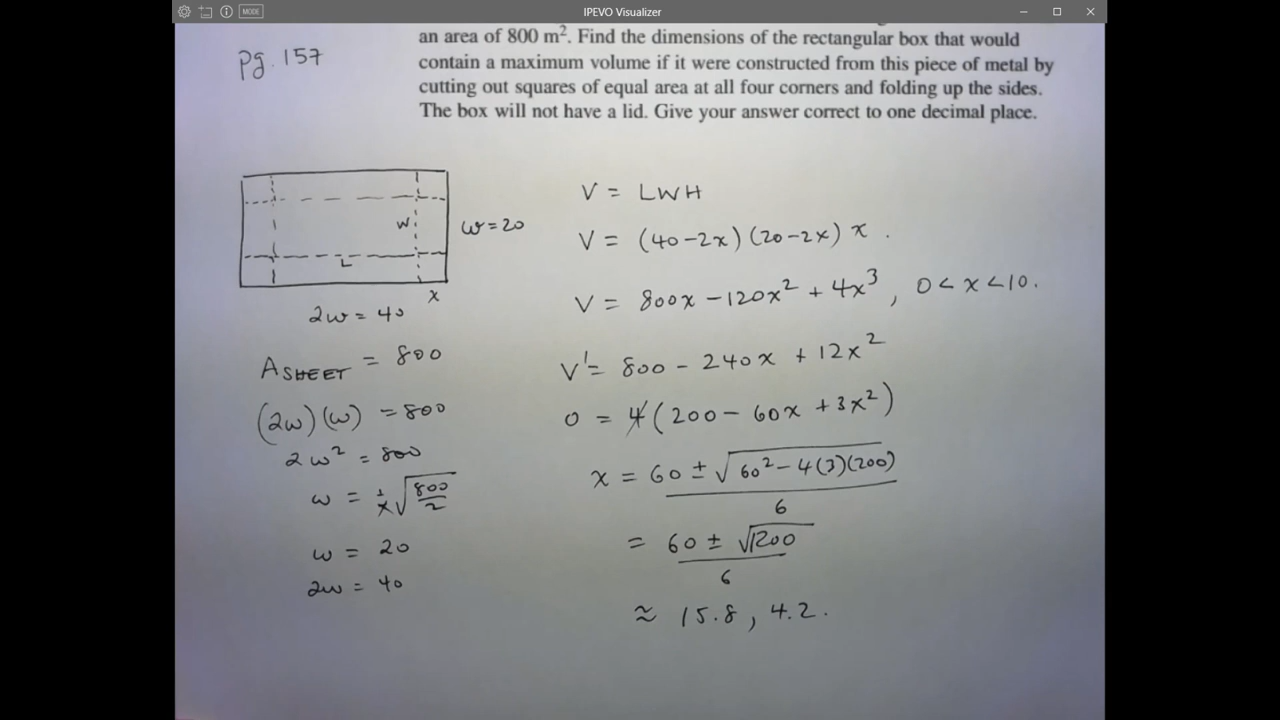 MODE
IPEVO Visualizer
an area of 800 m². Find the dimensions of the rectangular box that would
contain a maximum volume if it were constructed from this piece of metal by
cutting out squares of equal area at all four corners and folding up the sides.
The box will not have a lid. Give your answer correct to one decimal place.
pg. 157
W
L
w = 20
x
2w = 40
A SHEET = 800
(2w)(w) = 800
2w² = 800
w = ±√(800/2)
w = 20
2w = 40
V = LWH
V = (40-2x)(20-2x)x.
V = 800x - 120x² + 4x³, 0 < x < 10.
V' = 800 - 240x + 12x²
0 = 4(200 - 60x + 3x²)
x = (60 ± √(60² - 4(3)(200)))/6
= (60 ± √1200)/6
≈ 15.8, 4.2.